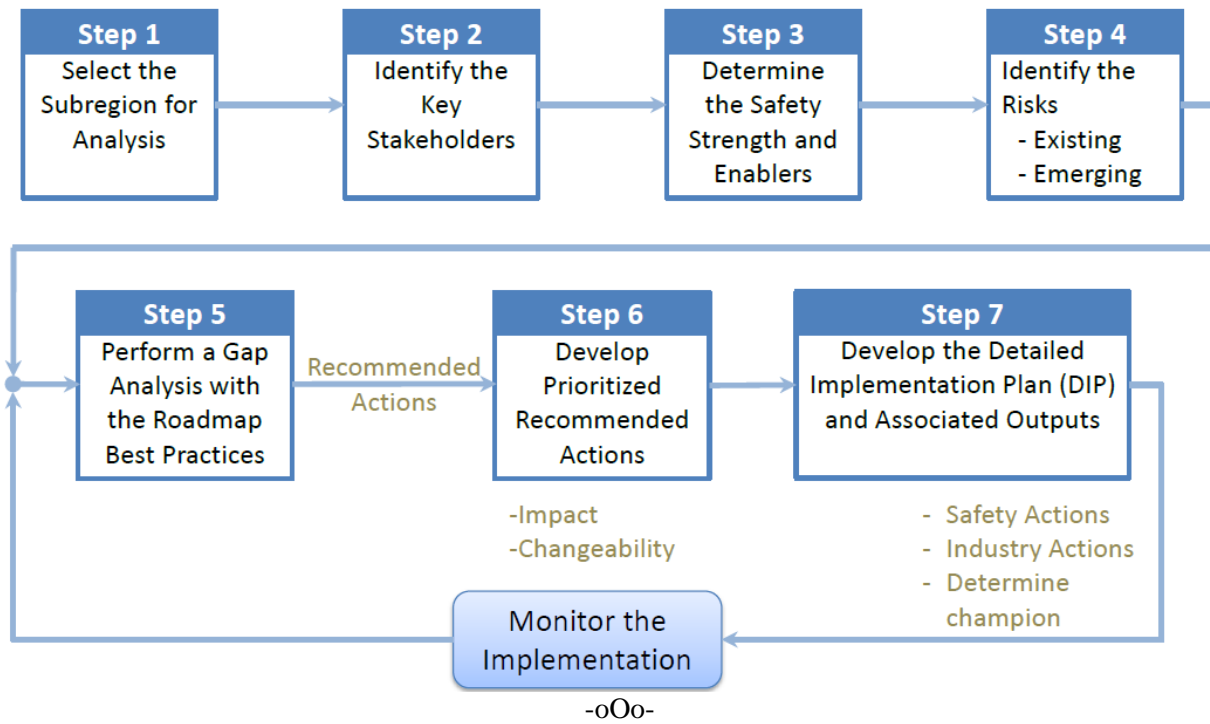 Step 1
Select the
Subregion for
Analysis
Step 2
Identify the
Key
Stakeholders
Step 3
Determine
the Safety
Strength and
Enablers
Step 4
Identify the
Risks
- Existing
- Emerging
Step 5
Perform a Gap
Analysis with
the Roadmap
Best Practices
Recommended
Actions
Step 6
Develop
Prioritized
Recommended
Actions
-Impact
-Changeability
Step 7
Develop the Detailed
Implementation Plan (DIP)
and Associated Outputs
- Safety Actions
- Industry Actions
- Determine
champion
Monitor the
Implementation
-oOo-